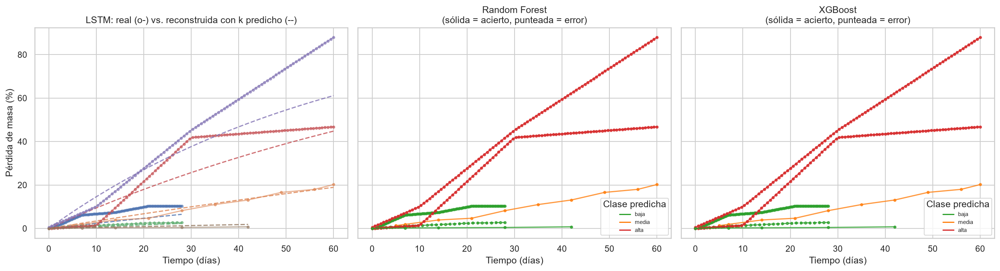 LSTM: real (o-) vs. reconstruida con k predicho (--)
Pérdida de masa (%)
80
60
40
20
0
0 10 20 30 40 50 60
Tiempo (días)
Random Forest
(sólida = acierto, punteada = error)
Clase predicha
baja
media
alta
0 10 20 30 40 50 60
Tiempo (días)
XGBoost
(sólida = acierto, punteada = error)
Clase predicha
baja
media
alta
0 10 20 30 40 50 60
Tiempo (días)